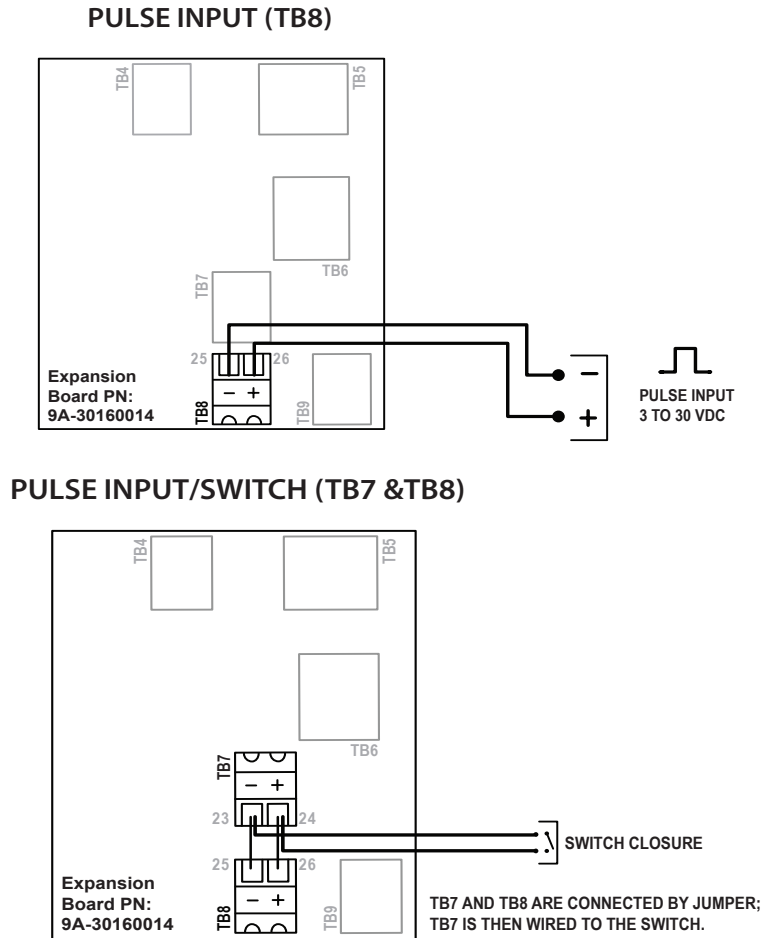 PULSE INPUT (TB8)
TB4
TB5
TB6
TB7
25
26
− +
TB8
TB9
Expansion
Board PN:
9A-30160014
−
+
PULSE INPUT
3 TO 30 VDC
PULSE INPUT/SWITCH (TB7 &TB8)
TB4
TB5
TB6
TB7
− +
23
24
SWITCH CLOSURE
25
26
− +
TB8
TB9
Expansion
Board PN:
9A-30160014
TB7 AND TB8 ARE CONNECTED BY JUMPER;
TB7 IS THEN WIRED TO THE SWITCH.